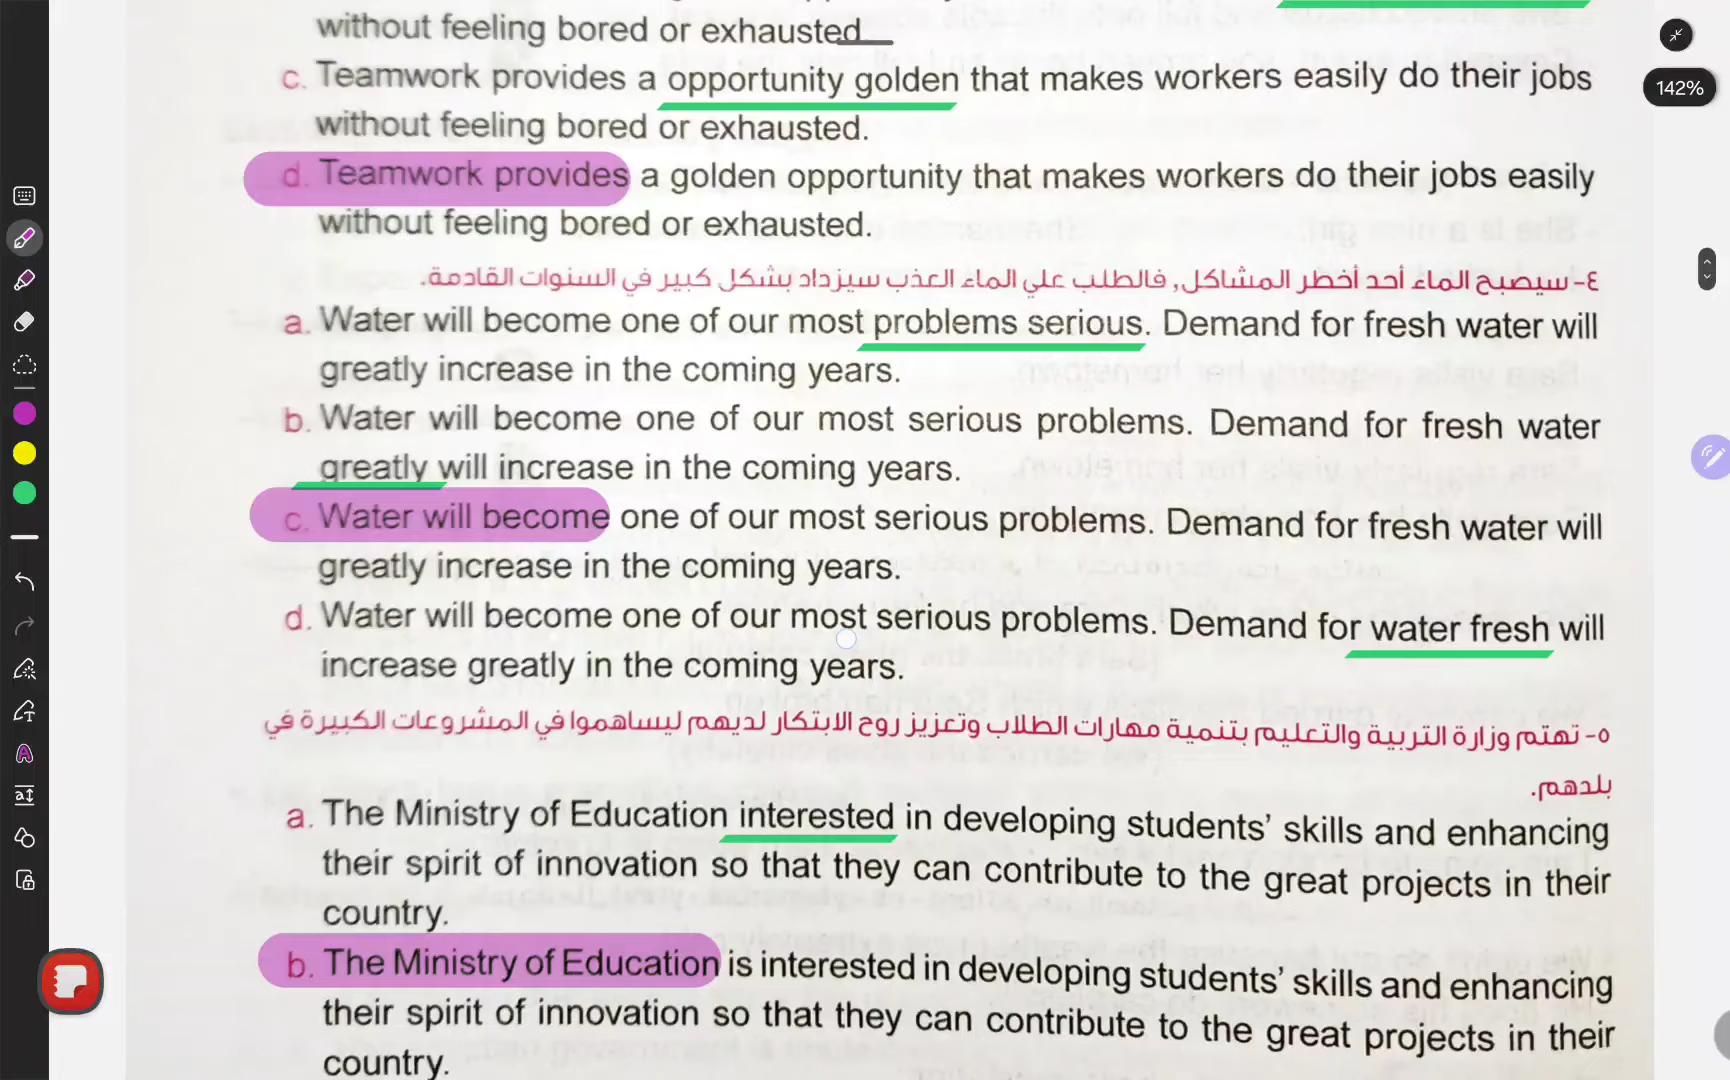 without feeling bored or exhausted
c. Teamwork provides a opportunity golden that makes workers easily do their jobs
without feeling bored or exhausted.
d. Teamwork provides a golden opportunity that makes workers do their jobs easily
without feeling bored or exhausted.
٤- سيصبح الماء أحد أخطر المشاكل, فالطلب علي الماء العذب سيزداد بشكل كبير في السنوات القادمة.
a. Water will become one of our most problems serious. Demand for fresh water will
greatly increase in the coming years.
b. Water will become one of our most serious problems. Demand for fresh water
greatly will increase in the coming years.
c. Water will become one of our most serious problems. Demand for fresh water will
greatly increase in the coming years.
d. Water will become one of our most serious problems. Demand for water fresh will
increase greatly in the coming years.
٥- تهتم وزارة التربية والتعليم بتنمية مهارات الطلاب وتعزيز روح الابتكار لديهم ليساهموا في المشروعات الكبيرة في
بلدهم.
a. The Ministry of Education interested in developing students’ skills and enhancing
their spirit of innovation so that they can contribute to the great projects in their
country.
b. The Ministry of Education is interested in developing students’ skills and enhancing
their spirit of innovation so that they can contribute to the great projects in their
country.
142%